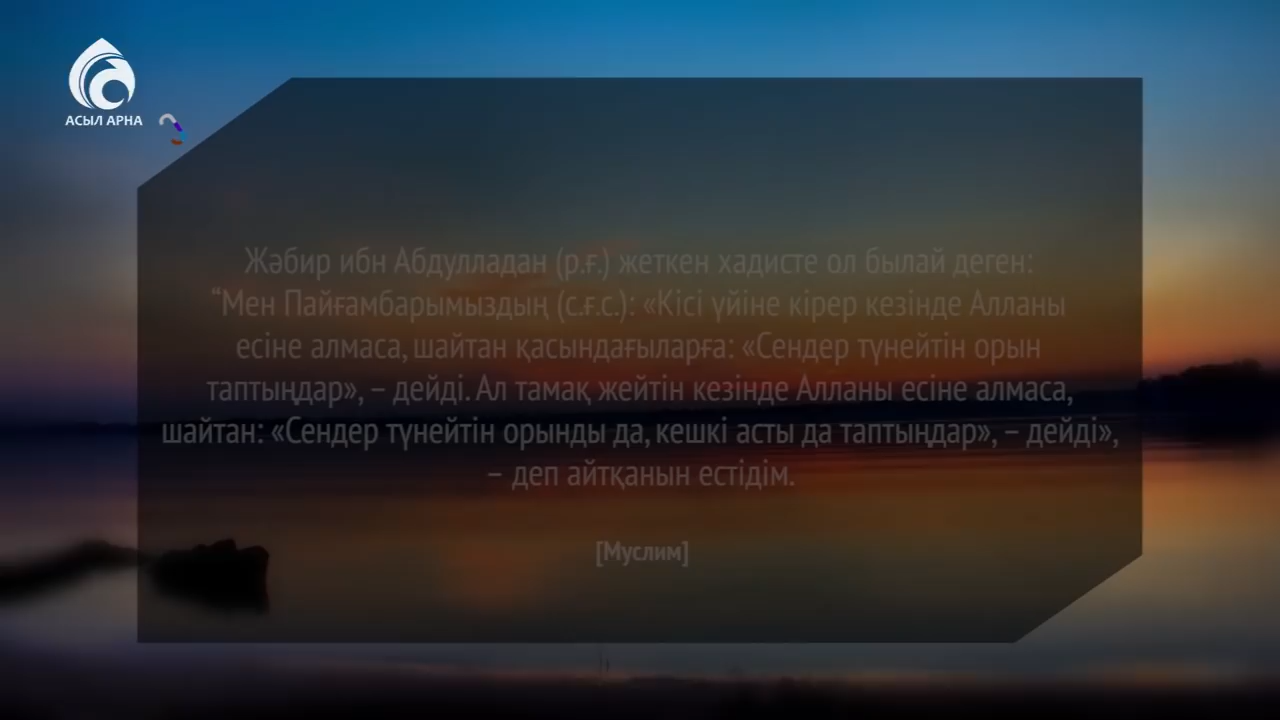 АСЫЛ АРНА
Жәбир ибн Абдулладан (р.ғ.) жеткен хадисте ол былай деген:
“Мен Пайғамбарымыздың (с.ғ.с.): «Кісі үйіне кірер кезінде Алланы
есіне алмаса, шайтан қасындағыларға: «Сендер түнейтін орын
таптыңдар», – дейді. Ал тамақ жейтін кезінде Алланы есіне алмаса,
шайтан: «Сендер түнейтін орынды да, кешкі асты да таптыңдар», – дейді»,
– деп айтқанын естідім.
[Муслим]